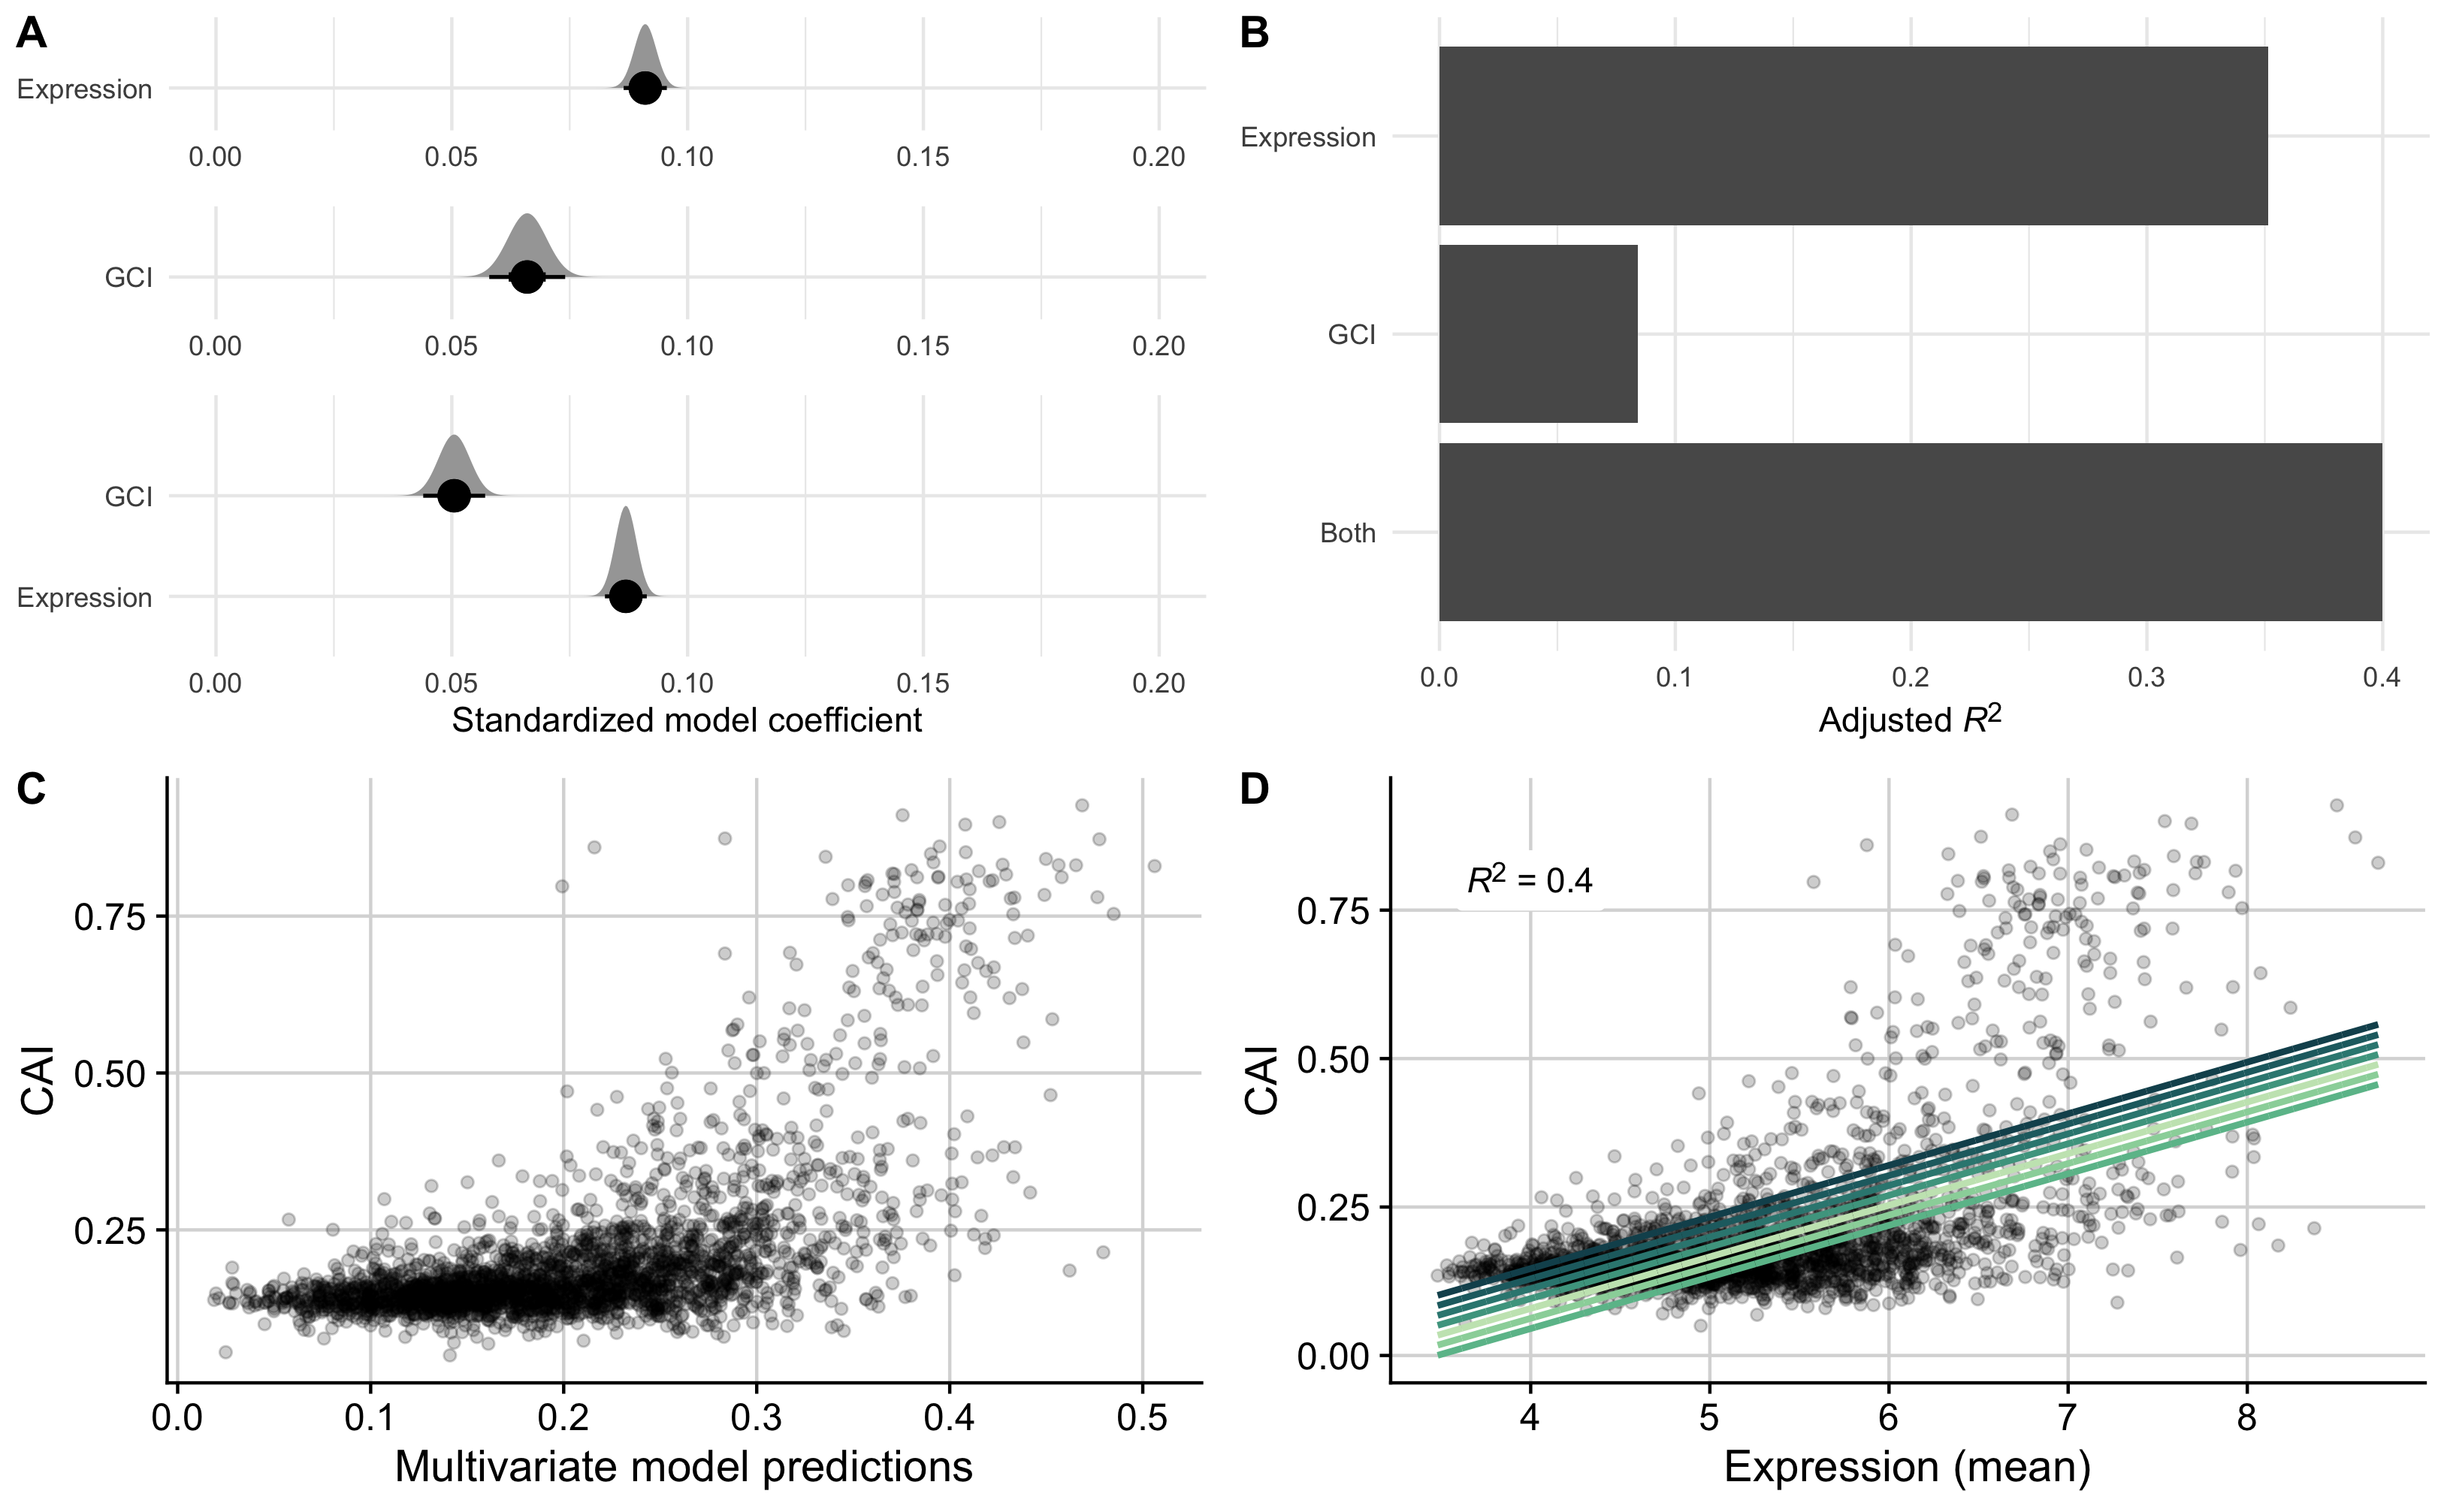 A
Expression
0.00 0.05 0.10 0.15 0.20
GCI
0.00 0.05 0.10 0.15 0.20
GCI
Expression
0.00 0.05 0.10 0.15 0.20
Standardized model coefficient
B
Expression
GCI
Both
0.0 0.1 0.2 0.3 0.4
Adjusted R²
C
CAI
0.75
0.50
0.25
0.0 0.1 0.2 0.3 0.4 0.5
Multivariate model predictions
D
R² = 0.4
CAI
0.75
0.50
0.25
0.00
4 5 6 7 8
Expression (mean)